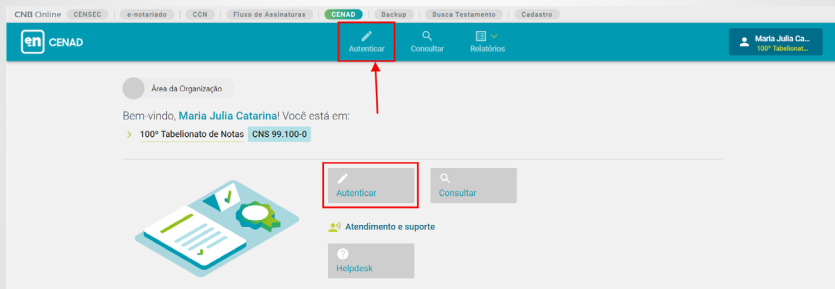 CNB Online CENSEC e-notariado CCN Fluxo de Assinaturas CENAD Backup Busca Testamento Cadastro
en CENAD Autenticar Consultar Relatórios
Maria Julia Ca...
100º Tabelionat...
Área da Organização
Bem-vindo, Maria Julia Catarina! Você está em:
100º Tabelionato de Notas CNS 99.100-0
Autenticar Consultar
Atendimento e suporte
Helpdesk